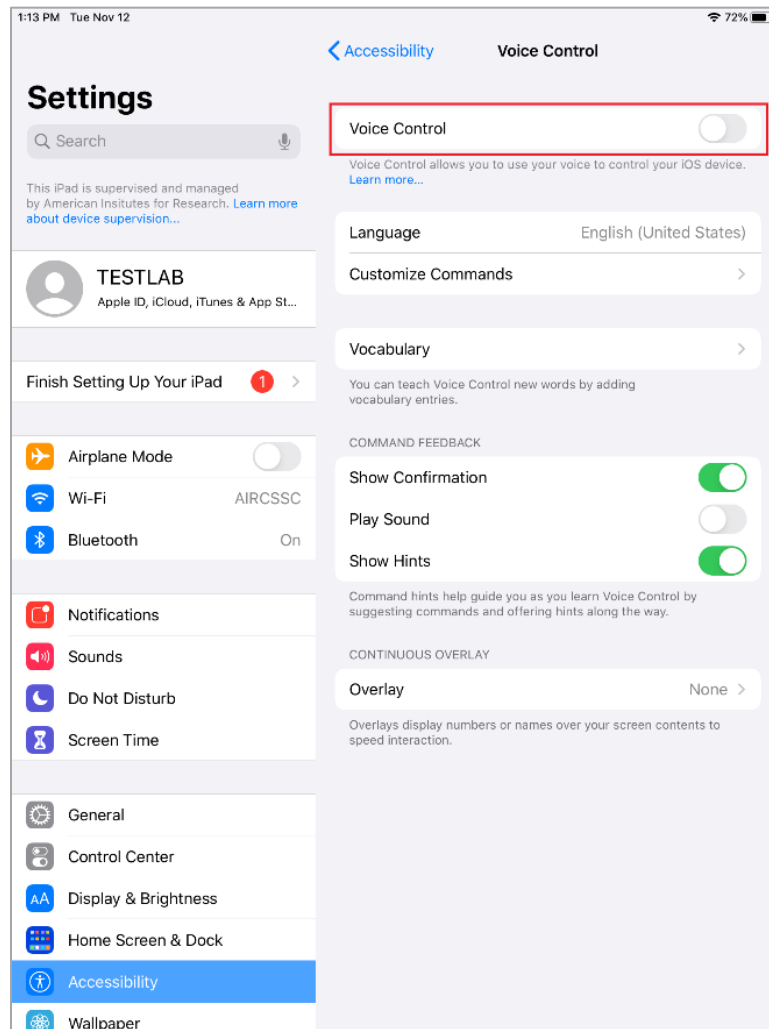 1:13 PM Tue Nov 12
72%
Settings
Search
This iPad is supervised and managed
by American Insitutes for Research. Learn more
about device supervision...
TESTLAB
Apple ID, iCloud, iTunes & App St...
Finish Setting Up Your iPad 1
Airplane Mode
Wi-Fi AIRCSSC
Bluetooth On
Notifications
Sounds
Do Not Disturb
Screen Time
General
Control Center
AA Display & Brightness
Home Screen & Dock
Accessibility
Wallpaper
Accessibility Voice Control
Voice Control
Voice Control allows you to use your voice to control your iOS device.
Learn more...
Language English (United States)
Customize Commands
Vocabulary
You can teach Voice Control new words by adding
vocabulary entries.
COMMAND FEEDBACK
Show Confirmation
Play Sound
Show Hints
Command hints help guide you as you learn Voice Control by
suggesting commands and offering hints along the way.
CONTINUOUS OVERLAY
Overlay None
Overlays display numbers or names over your screen contents to
speed interaction.